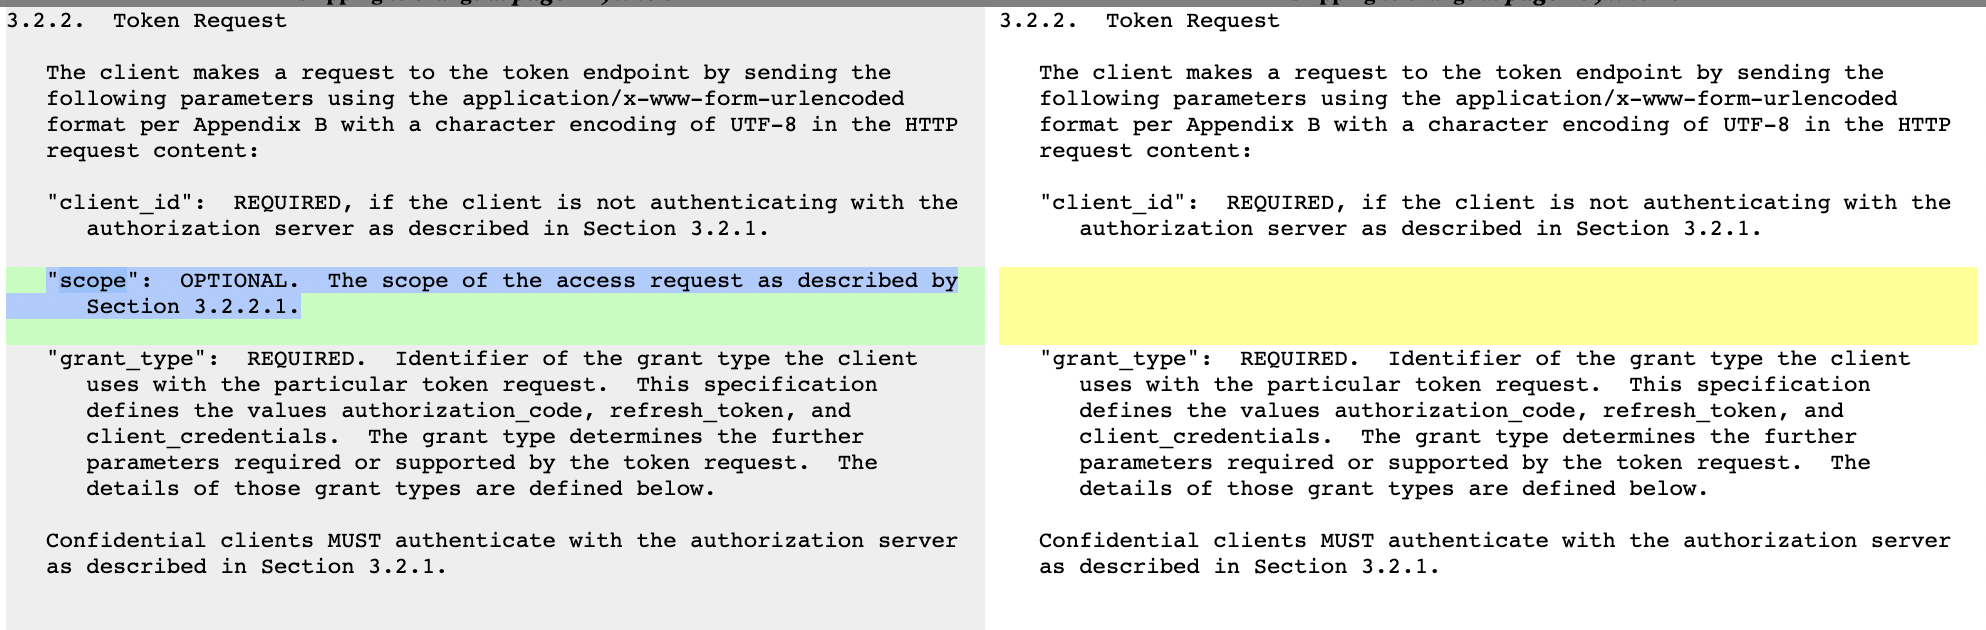 3.2.2.  Token Request
The client makes a request to the token endpoint by sending the
following parameters using the application/x-www-form-urlencoded
format per Appendix B with a character encoding of UTF-8 in the HTTP
request content:
"client_id":  REQUIRED, if the client is not authenticating with the
authorization server as described in Section 3.2.1.
"scope":  OPTIONAL.  The scope of the access request as described by
Section 3.2.2.1.
"grant_type":  REQUIRED.  Identifier of the grant type the client
uses with the particular token request.  This specification
defines the values authorization_code, refresh_token, and
client_credentials.  The grant type determines the further
parameters required or supported by the token request.  The
details of those grant types are defined below.
Confidential clients MUST authenticate with the authorization server
as described in Section 3.2.1.
3.2.2.  Token Request
The client makes a request to the token endpoint by sending the
following parameters using the application/x-www-form-urlencoded
format per Appendix B with a character encoding of UTF-8 in the HTTP
request content:
"client_id":  REQUIRED, if the client is not authenticating with the
authorization server as described in Section 3.2.1.
"grant_type":  REQUIRED.  Identifier of the grant type the client
uses with the particular token request.  This specification
defines the values authorization_code, refresh_token, and
client_credentials.  The grant type determines the further
parameters required or supported by the token request.  The
details of those grant types are defined below.
Confidential clients MUST authenticate with the authorization server
as described in Section 3.2.1.